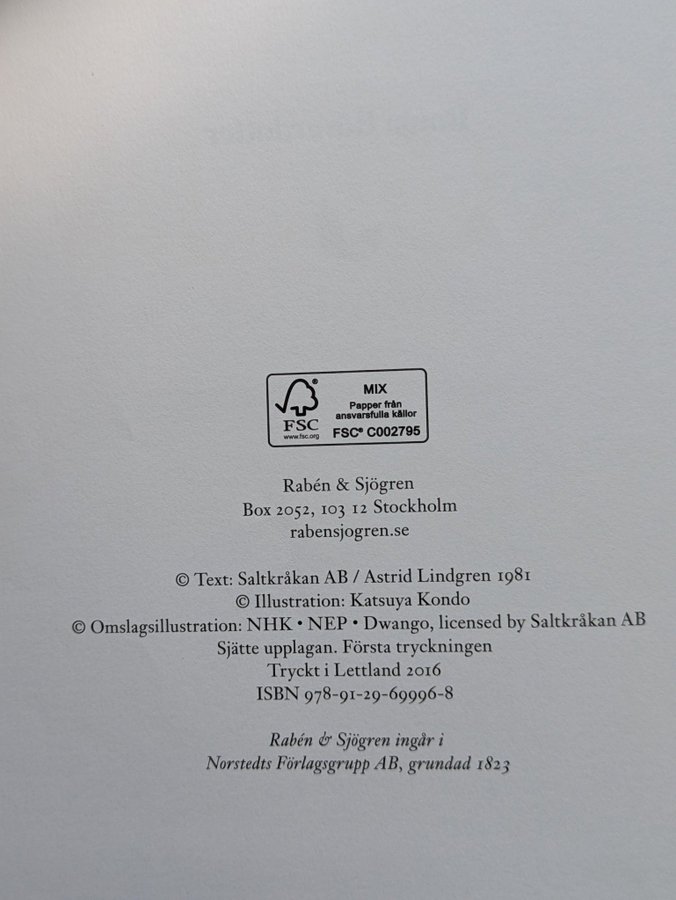 FSC®
www.fsc.org
MIX
Papper från
ansvarsfulla källor
FSC® C002795
Rabén & Sjögren
Box 2052, 103 12 Stockholm
rabensjogren.se
© Text: Saltkråkan AB / Astrid Lindgren 1981
© Illustration: Katsuya Kondo
© Omslagsillustration: NHK • NEP • Dwango, licensed by Saltkråkan AB
Sjätte upplagan. Första tryckningen
Tryckt i Lettland 2016
ISBN 978-91-29-69996-8
Rabén & Sjögren ingår i
Norstedts Förlagsgrupp AB, grundad 1823